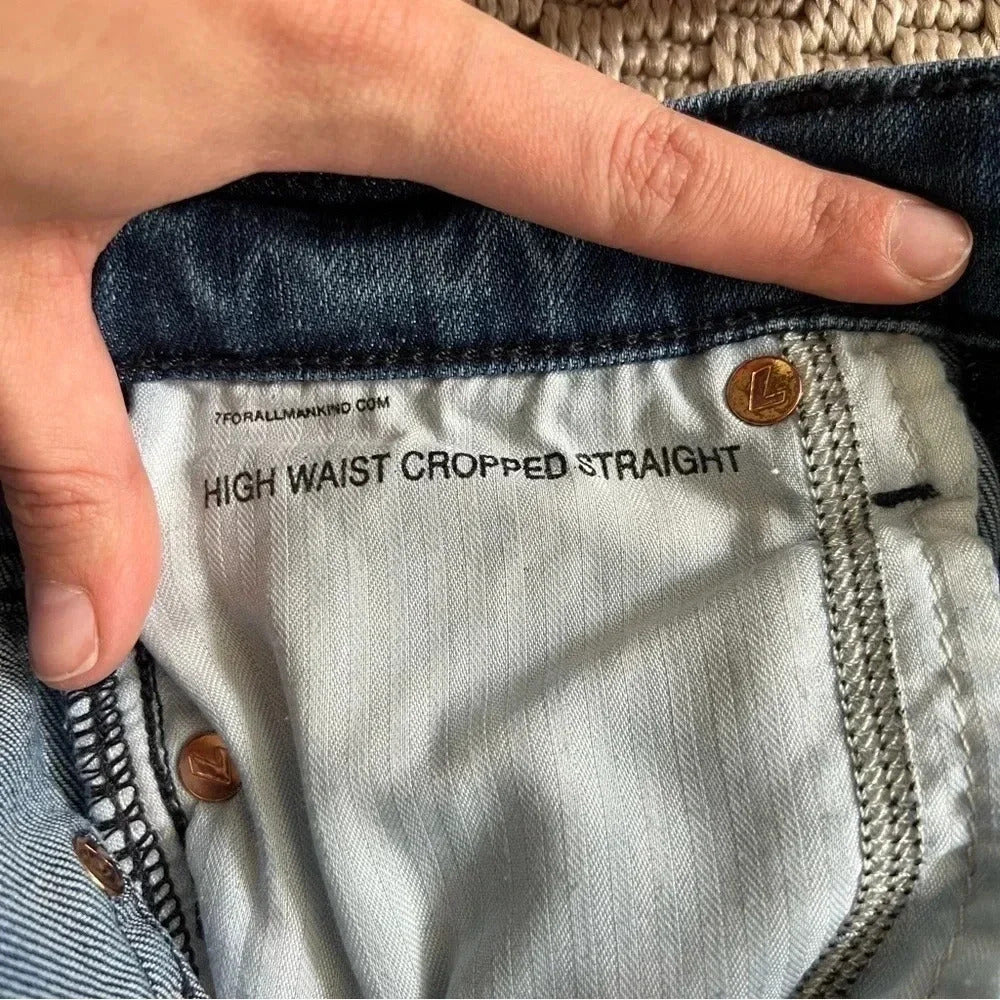 7FORALLMANKIND.COM
HIGH WAIST CROPPED STRAIGHT